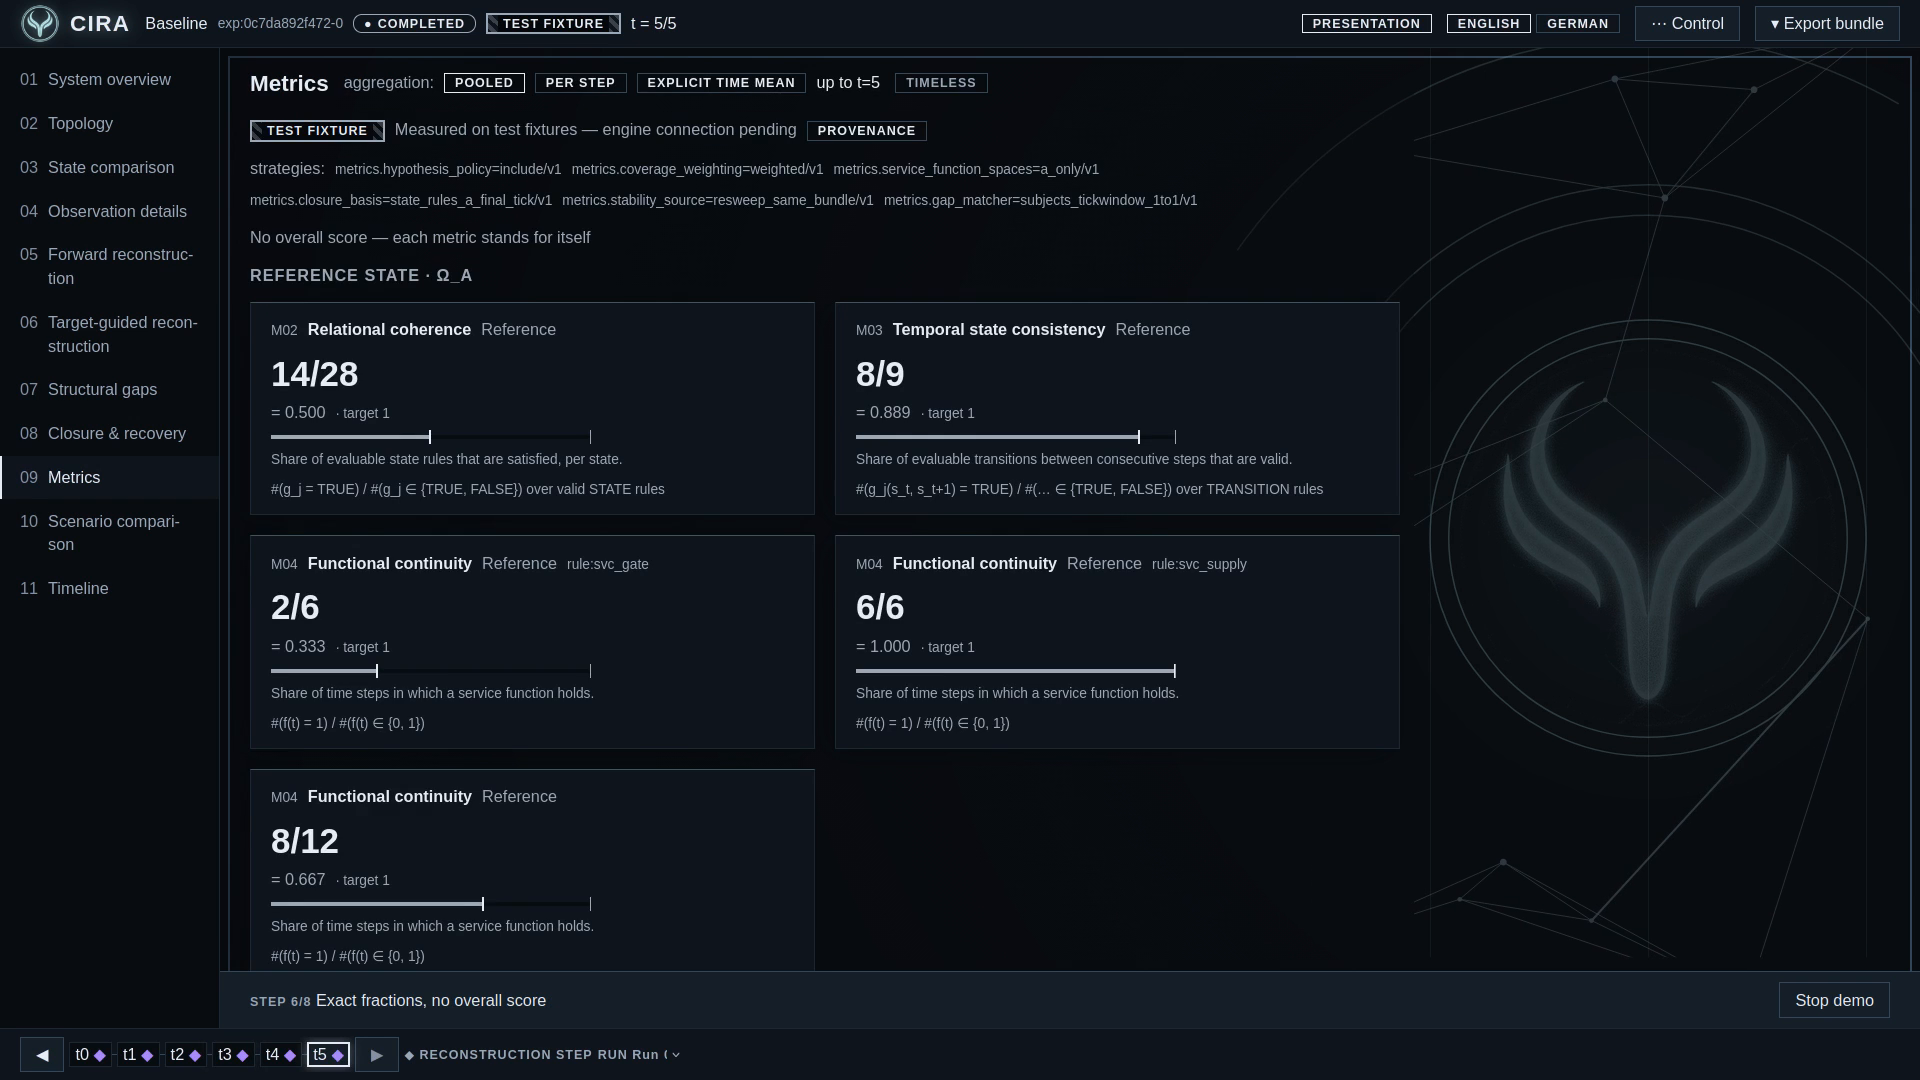 CIRA Baseline exp:0c7da892f472-0 ● COMPLETED TEST FIXTURE t = 5/5 PRESENTATION ENGLISH GERMAN ⋯ Control ▾ Export bundle
01 System overview
02 Topology
03 State comparison
04 Observation details
05 Forward reconstruc-
tion
06 Target-guided recon-
struction
07 Structural gaps
08 Closure & recovery
09 Metrics
10 Scenario compari-
son
11 Timeline
Metrics aggregation: POOLED PER STEP EXPLICIT TIME MEAN up to t=5 TIMELESS
TEST FIXTURE Measured on test fixtures — engine connection pending PROVENANCE
strategies: metrics.hypothesis_policy=include/v1 metrics.coverage_weighting=weighted/v1 metrics.service_function_spaces=a_only/v1
metrics.closure_basis=state_rules_a_final_tick/v1 metrics.stability_source=resweep_same_bundle/v1 metrics.gap_matcher=subjects_tickwindow_1to1/v1
No overall score — each metric stands for itself
REFERENCE STATE · Ω_A
M02 Relational coherence Reference
14/28
= 0.500 · target 1
Share of evaluable state rules that are satisfied, per state.
#(g_j = TRUE) / #(g_j ∈ {TRUE, FALSE}) over valid STATE rules
M03 Temporal state consistency Reference
8/9
= 0.889 · target 1
Share of evaluable transitions between consecutive steps that are valid.
#(g_j(s_t, s_t+1) = TRUE) / #(… ∈ {TRUE, FALSE}) over TRANSITION rules
M04 Functional continuity Reference rule:svc_gate
2/6
= 0.333 · target 1
Share of time steps in which a service function holds.
#(f(t) = 1) / #(f(t) ∈ {0, 1})
M04 Functional continuity Reference rule:svc_supply
6/6
= 1.000 · target 1
Share of time steps in which a service function holds.
#(f(t) = 1) / #(f(t) ∈ {0, 1})
M04 Functional continuity Reference
8/12
= 0.667 · target 1
Share of time steps in which a service function holds.
#(f(t) = 1) / #(f(t) ∈ {0, 1})
STEP 6/8 Exact fractions, no overall score Stop demo
◀ t0 ◆ t1 ◆ t2 ◆ t3 ◆ t4 ◆ t5 ◆ ▶ ◆ RECONSTRUCTION STEP RUN Run